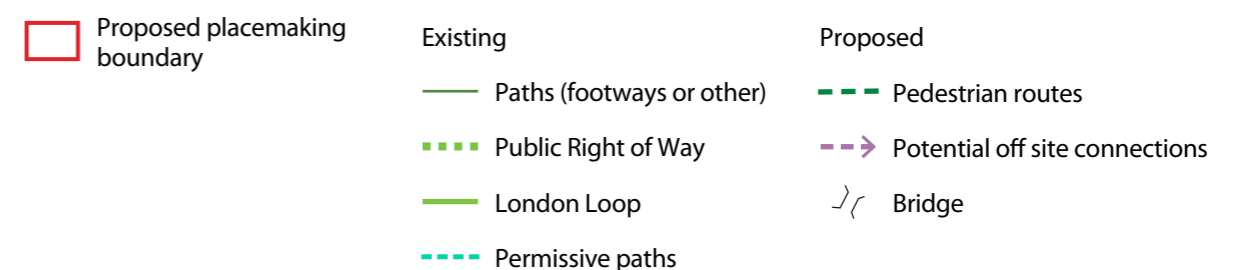 Proposed placemaking
boundary
Existing
Paths (footways or other)
Public Right of Way
London Loop
Permissive paths
Proposed
Pedestrian routes
Potential off site connections
Bridge